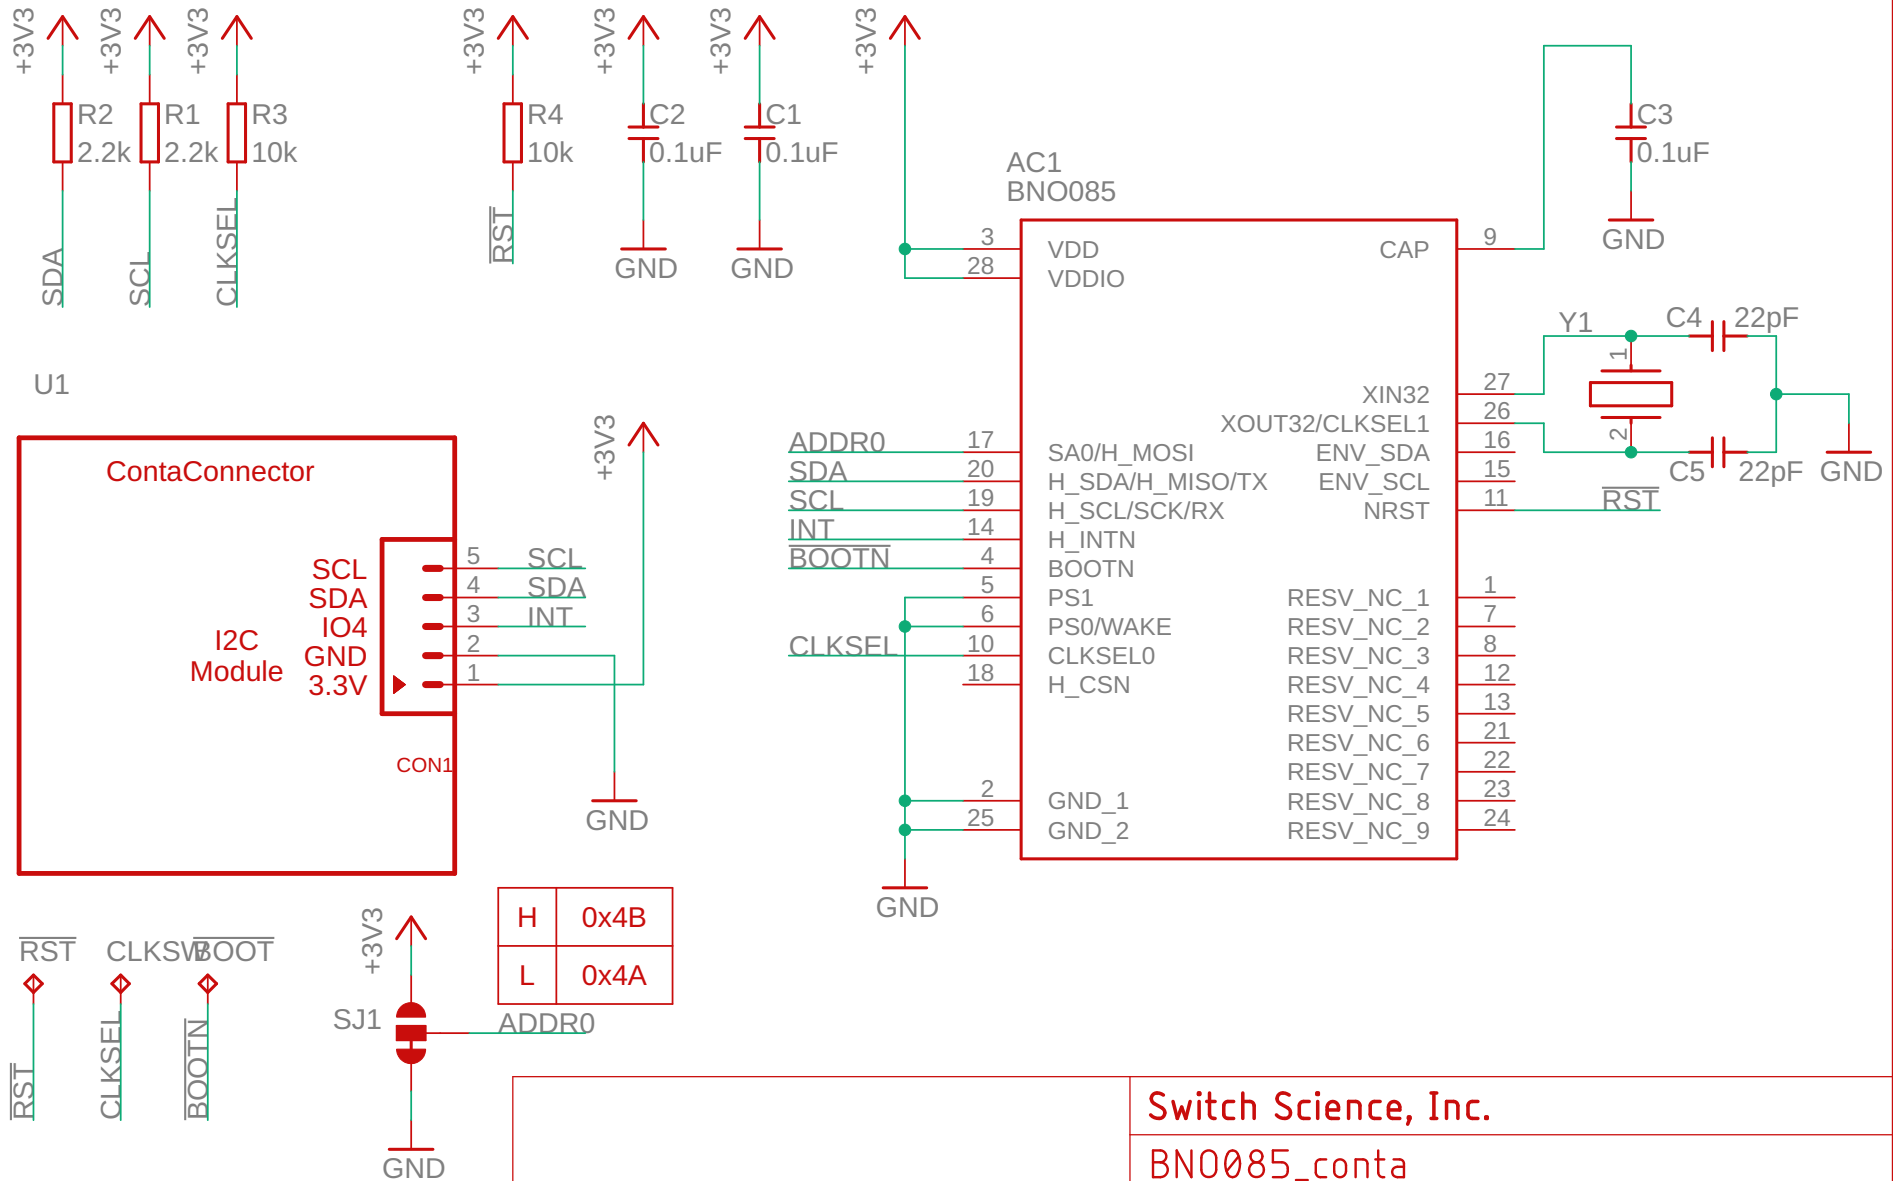 +3V3
+3V3
+3V3
+3V3
+3V3
+3V3
+3V3
R2
2.2k
R1
2.2k
R3
10k
R4
10k
C2
0.1uF
C1
0.1uF
C3
0.1uF
SDA
SCL
CLKSEL
RST
GND
GND
GND
AC1
BNO085
3
VDD
28
VDDIO
CAP
9
Y1
C4
22pF
1
2
C5
22pF
GND
XIN32
27
XOUT32/CLKSEL1
26
ENV_SDA
16
ENV_SCL
15
NRST
11
RST
ADDR0
17
SA0/H_MOSI
SDA
20
H_SDA/H_MISO/TX
SCL
19
H_SCL/SCK/RX
INT
14
H_INTN
BOOTN
4
BOOTN
5
PS1
6
PS0/WAKE
CLKSEL
10
CLKSEL0
18
H_CSN
2
GND_1
25
GND_2
GND
RESV_NC_1
1
RESV_NC_2
7
RESV_NC_3
8
RESV_NC_4
12
RESV_NC_5
13
RESV_NC_6
21
RESV_NC_7
22
RESV_NC_8
23
RESV_NC_9
24
U1
ContaConnector
+3V3
SCL
5
SCL
SDA
4
SDA
IO4
3
INT
GND
2
3.3V
1
I2C
Module
CON1
GND
RST
CLKSW
BOOT
RST
CLKSEL
BOOTN
+3V3
SJ1
ADDR0
GND
H 0x4B
L 0x4A
Switch Science, Inc.
BNO085_conta